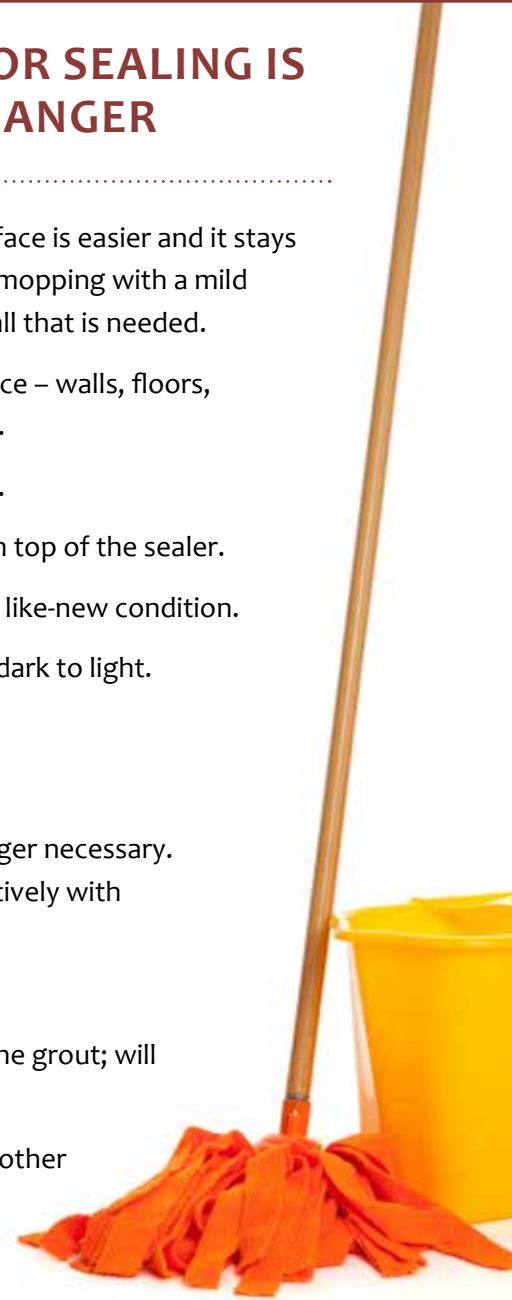 OR SEALING IS
ANGER
face is easier and it stays
mopping with a mild
all that is needed.
ce – walls, floors,
.
.
n top of the sealer.
like-new condition.
dark to light.
ger necessary.
tively with
he grout; will
other